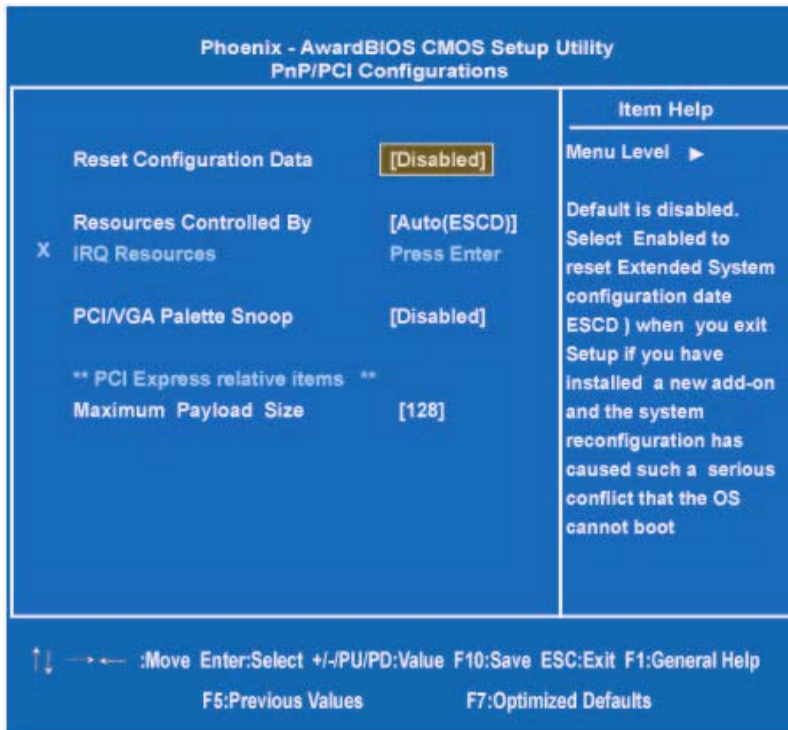 Phoenix - AwardBIOS CMOS Setup Utility
PnP/PCI Configurations
Reset Configuration Data [Disabled]
Resources Controlled By [Auto(ESCD)]
X IRQ Resources Press Enter
PCI/VGA Palette Snoop [Disabled]
** PCI Express relative items **
Maximum Payload Size [128]
Item Help
Menu Level ▶
Default is disabled.
Select Enabled to
reset Extended System
configuration date
ESCD ) when you exit
Setup if you have
installed a new add-on
and the system
reconfiguration has
caused such a serious
conflict that the OS
cannot boot
↑↓ →← :Move Enter:Select +/-/PU/PD:Value F10:Save ESC:Exit F1:General Help
F5:Previous Values F7:Optimized Defaults